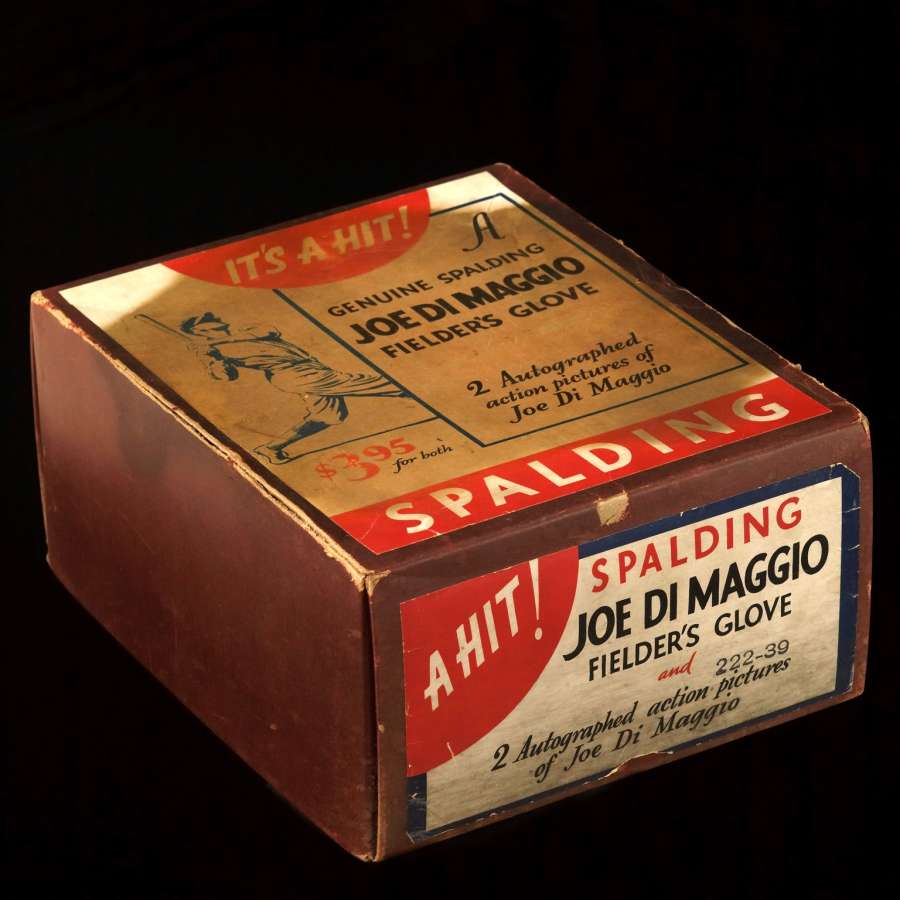 IT'S A HIT!
A
GENUINE SPALDING
JOE DI MAGGIO
FIELDER'S GLOVE
2 Autographed
action pictures of
Joe Di Maggio
$3.95 for both
SPALDING
A HIT!
SPALDING
JOE DI MAGGIO
FIELDER'S GLOVE
and 222-39
2 Autographed action pictures
of Joe Di Maggio